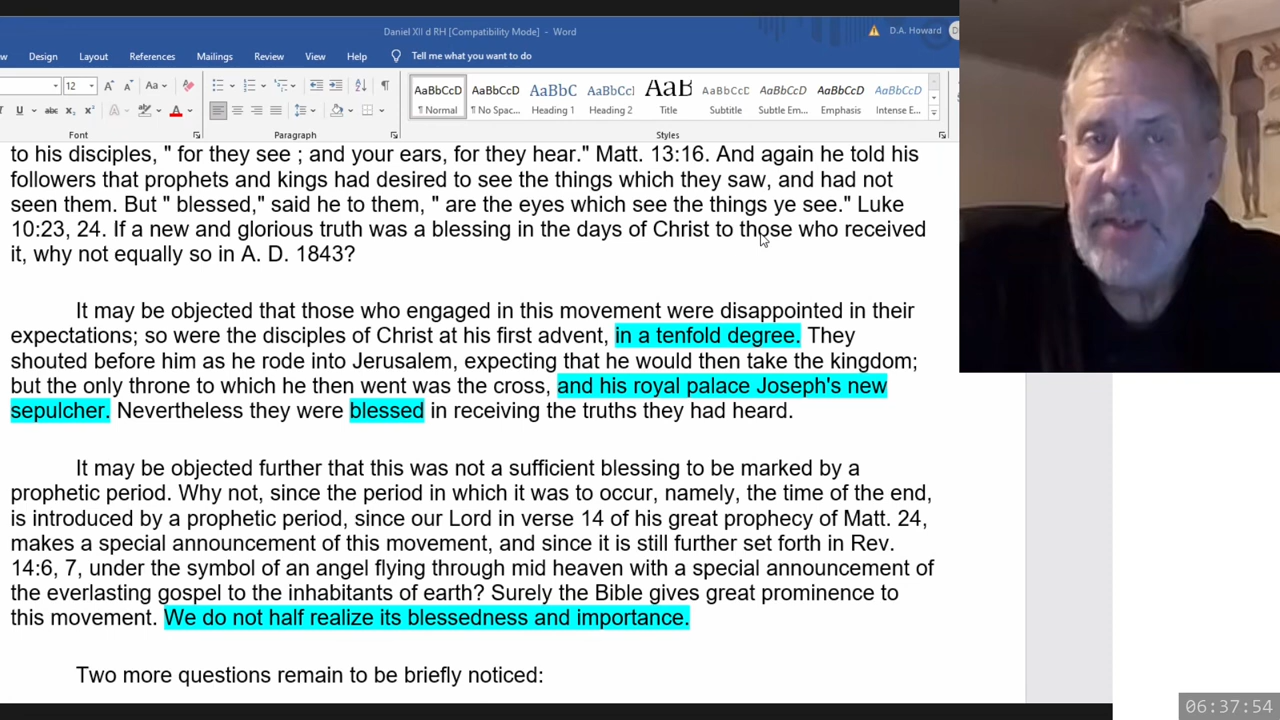 Daniel XII d RH [Compatibility Mode] - Word
D.A. Howard
Design Layout References Mailings Review View Help Tell me what you want to do
12 Aa
AaBbCcD AaBbCcD AaBbC AaBbCcI AaB AaBbCcD AaBbCcD AaBbCcD AaBbCcD
¶ Normal ¶ No Spac... Heading 1 Heading 2 Title Subtitle Subtle Em... Emphasis Intense E...
Font Paragraph Styles
to his disciples, " for they see ; and your ears, for they hear." Matt. 13:16. And again he told his
followers that prophets and kings had desired to see the things which they saw, and had not
seen them. But " blessed," said he to them, " are the eyes which see the things ye see." Luke
10:23, 24. If a new and glorious truth was a blessing in the days of Christ to those who received
it, why not equally so in A. D. 1843?
It may be objected that those who engaged in this movement were disappointed in their
expectations; so were the disciples of Christ at his first advent, in a tenfold degree. They
shouted before him as he rode into Jerusalem, expecting that he would then take the kingdom;
but the only throne to which he then went was the cross, and his royal palace Joseph's new
sepulcher. Nevertheless they were blessed in receiving the truths they had heard.
It may be objected further that this was not a sufficient blessing to be marked by a
prophetic period. Why not, since the period in which it was to occur, namely, the time of the end,
is introduced by a prophetic period, since our Lord in verse 14 of his great prophecy of Matt. 24,
makes a special announcement of this movement, and since it is still further set forth in Rev.
14:6, 7, under the symbol of an angel flying through mid heaven with a special announcement of
the everlasting gospel to the inhabitants of earth? Surely the Bible gives great prominence to
this movement. We do not half realize its blessedness and importance.
Two more questions remain to be briefly noticed:
06:37:54